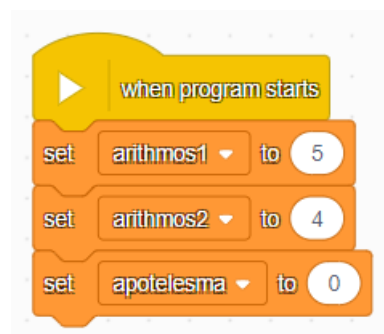 when program starts
set arithmos1 to 5
set arithmos2 to 4
set apotelesma to 0